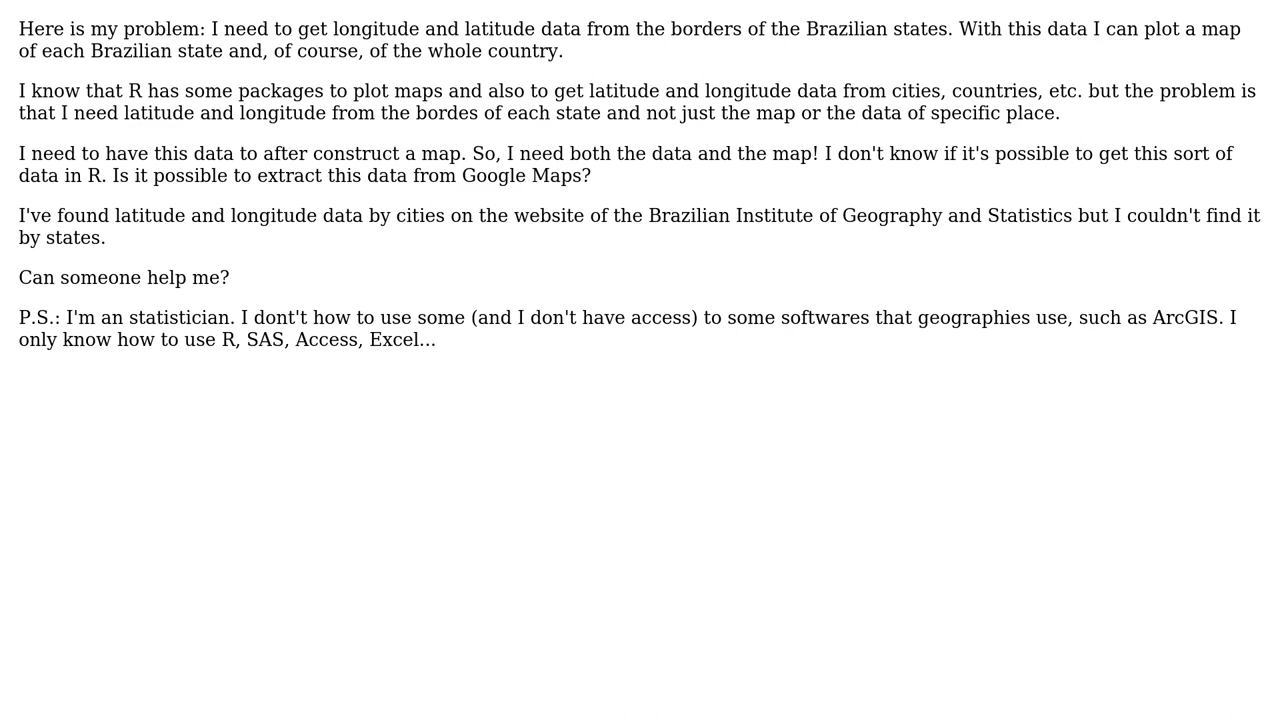 Here is my problem: I need to get longitude and latitude data from the borders of the Brazilian states. With this data I can plot a map
of each Brazilian state and, of course, of the whole country.
I know that R has some packages to plot maps and also to get latitude and longitude data from cities, countries, etc. but the problem is
that I need latitude and longitude from the bordes of each state and not just the map or the data of specific place.
I need to have this data to after construct a map. So, I need both the data and the map! I don't know if it's possible to get this sort of
data in R. Is it possible to extract this data from Google Maps?
I've found latitude and longitude data by cities on the website of the Brazilian Institute of Geography and Statistics but I couldn't find it
by states.
Can someone help me?
P.S.: I'm an statistician. I dont't how to use some (and I don't have access) to some softwares that geographies use, such as ArcGIS. I
only know how to use R, SAS, Access, Excel...